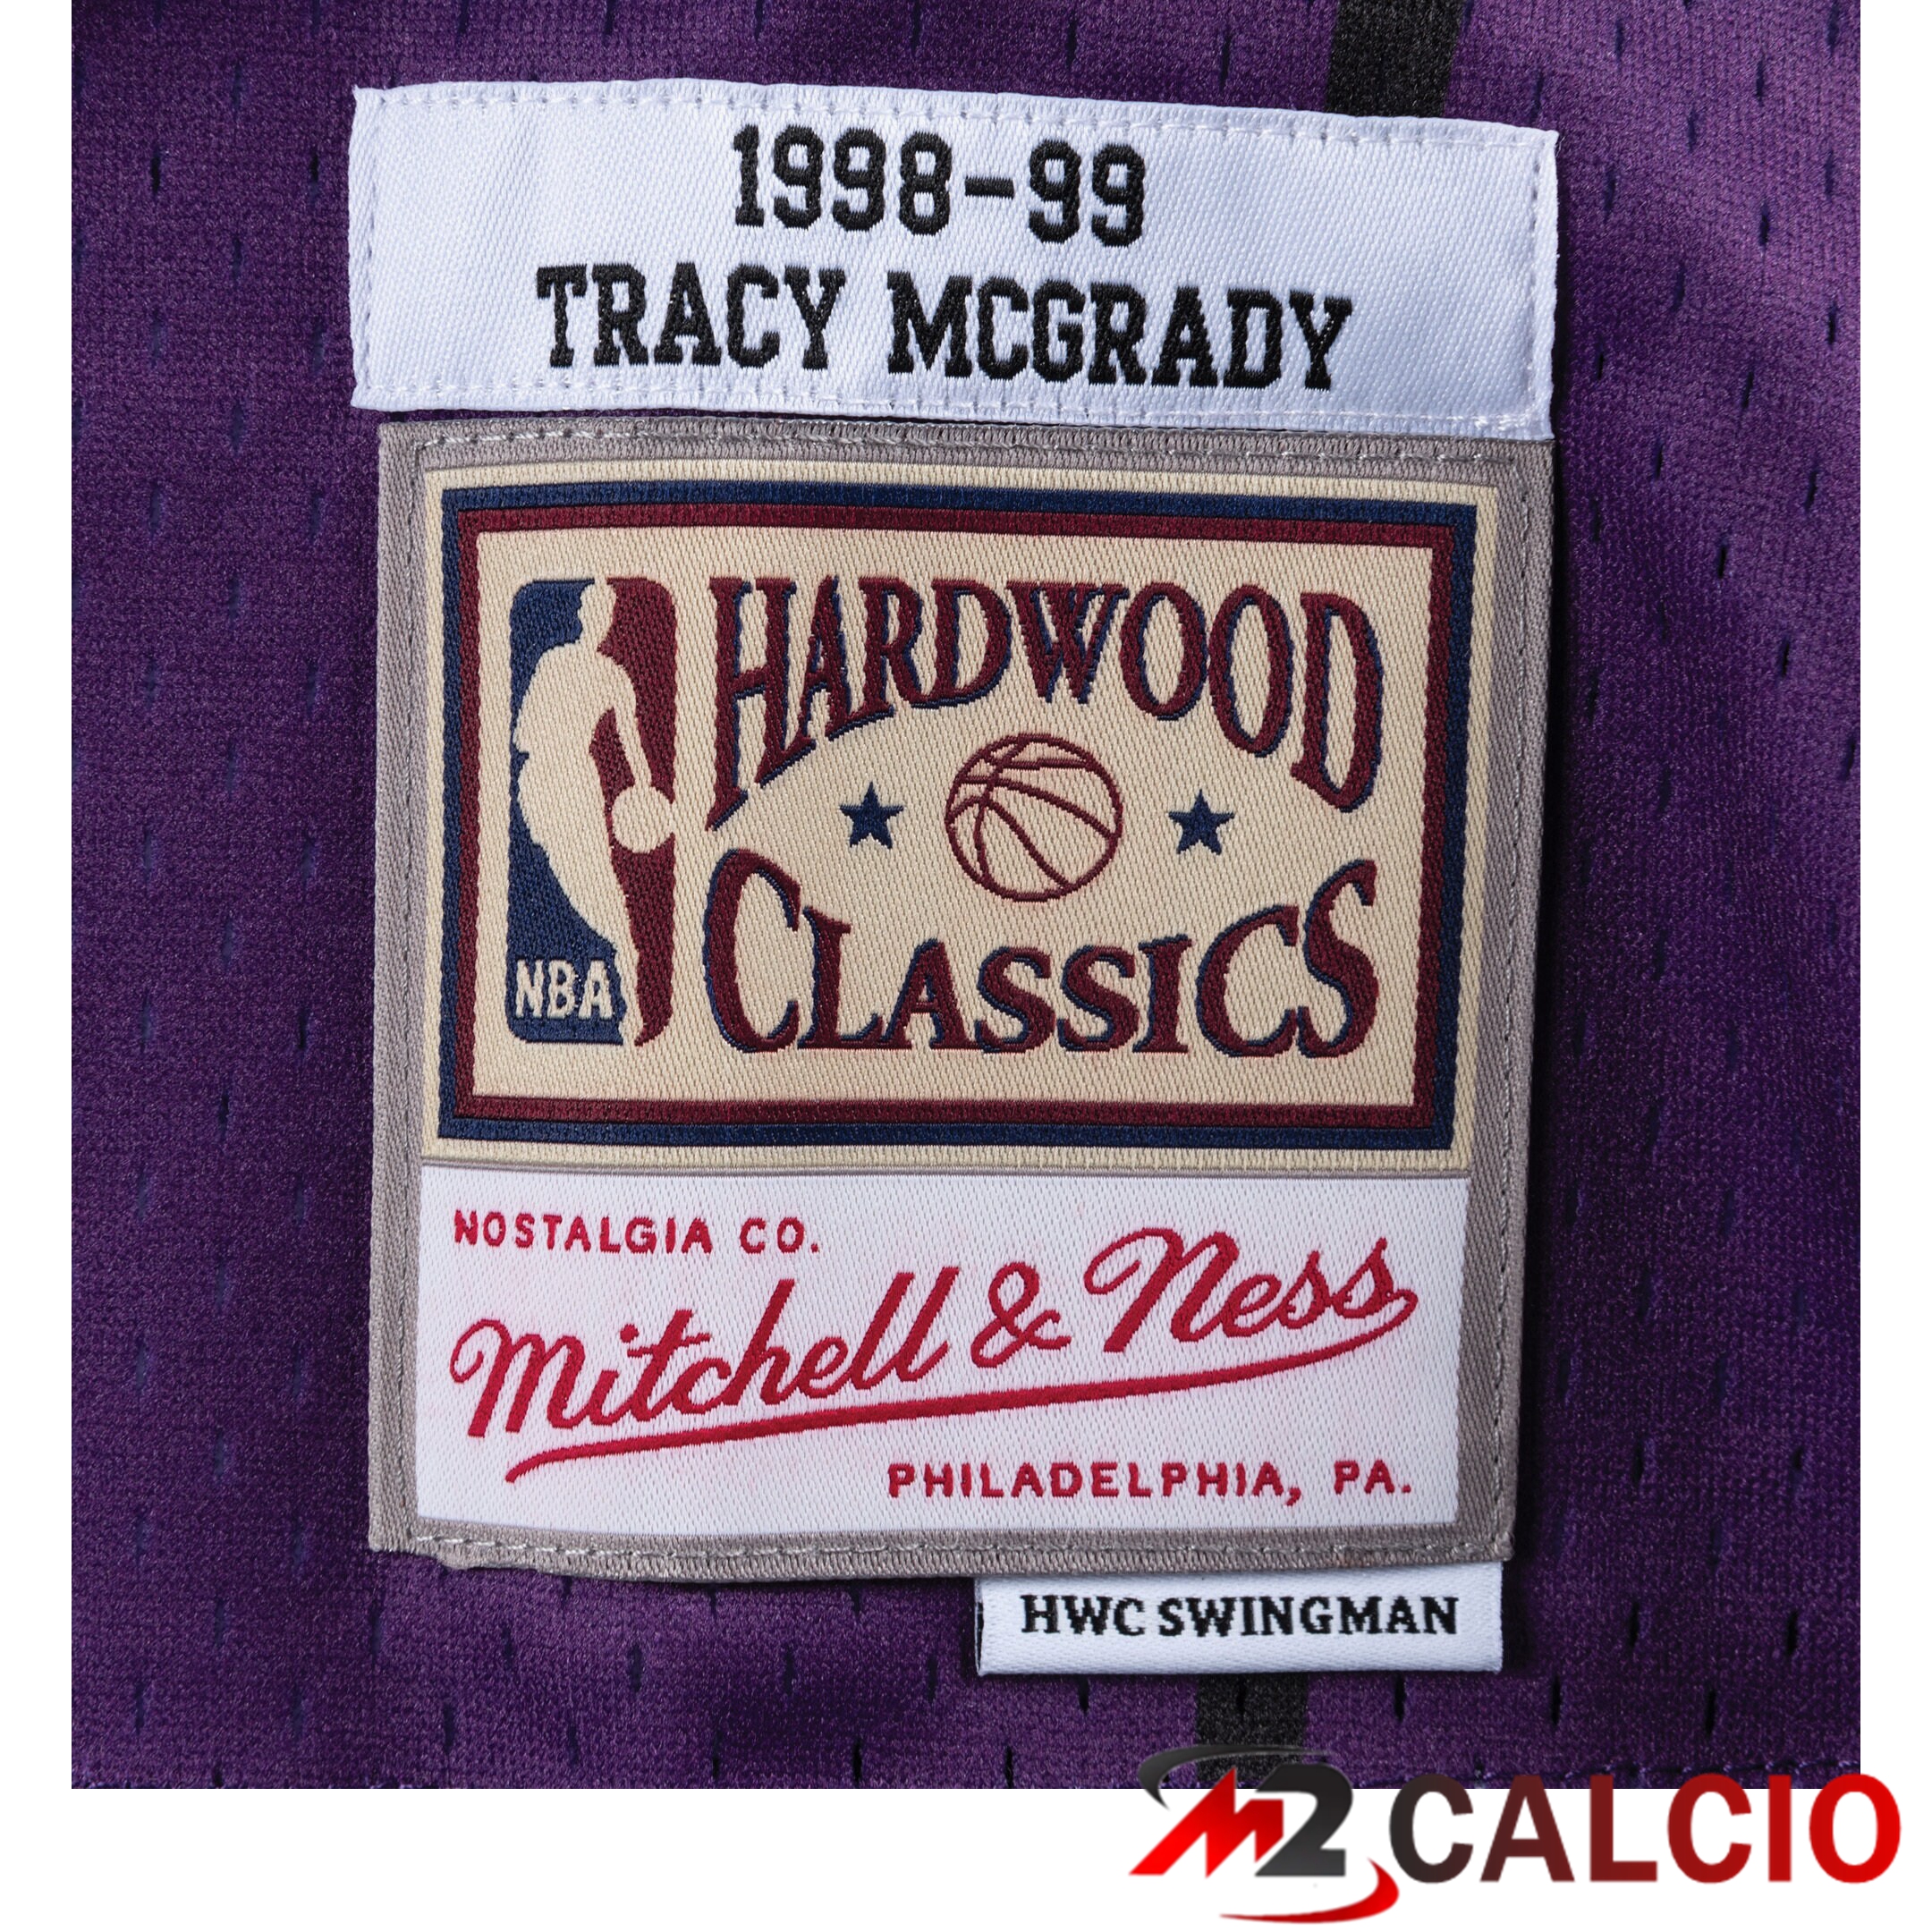 1998-99
TRACY MCGRADY
HARDWOOD
CLASSICS
NBA
NOSTALGIA CO.
Mitchell & Ness
PHILADELPHIA, PA.
HWC SWINGMAN
M2CALCIO